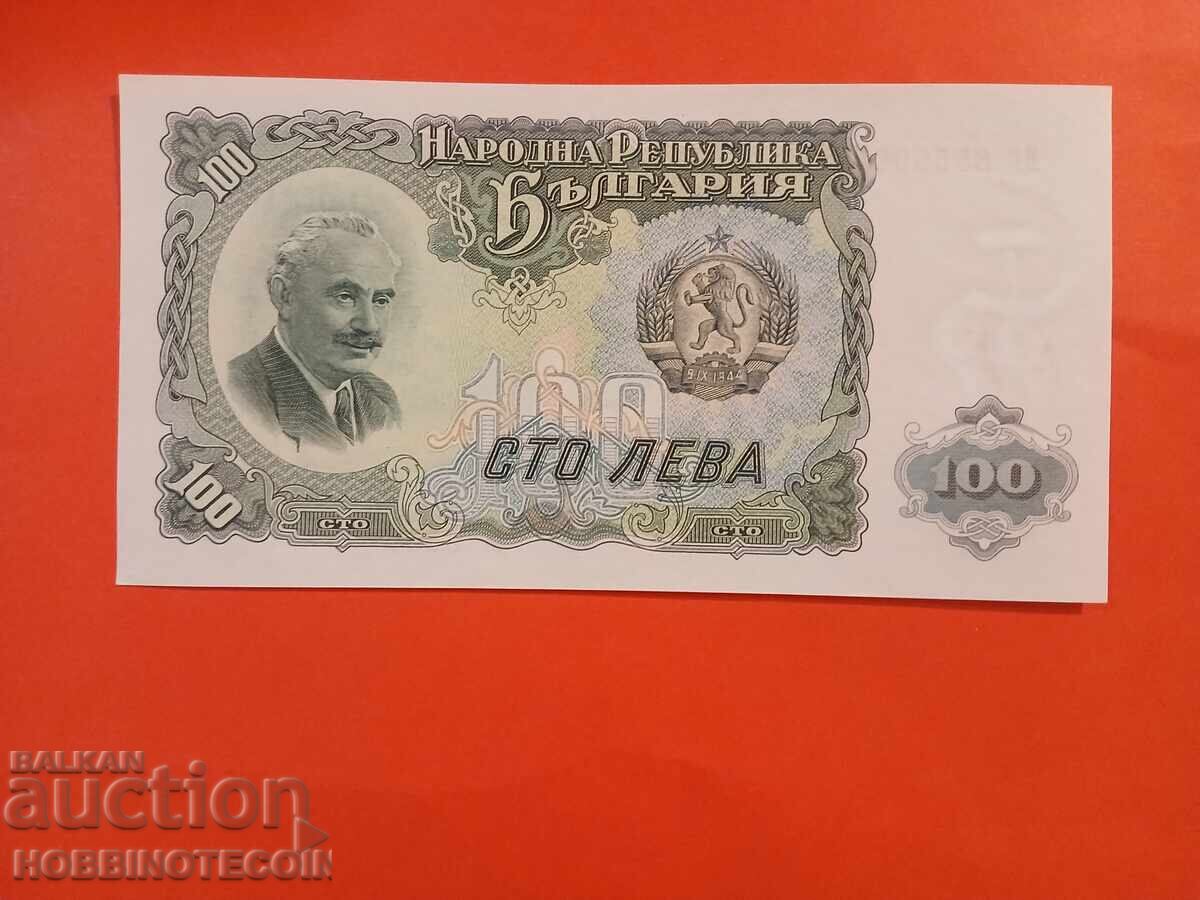 100
НАРОДНА РЕПУБЛИКА
БЪЛГАРИЯ
9 IX 1944
100
СТО ЛЕВА
100
100
СТО
СТО
BALKAN
auction
HOBBINOTECOIN